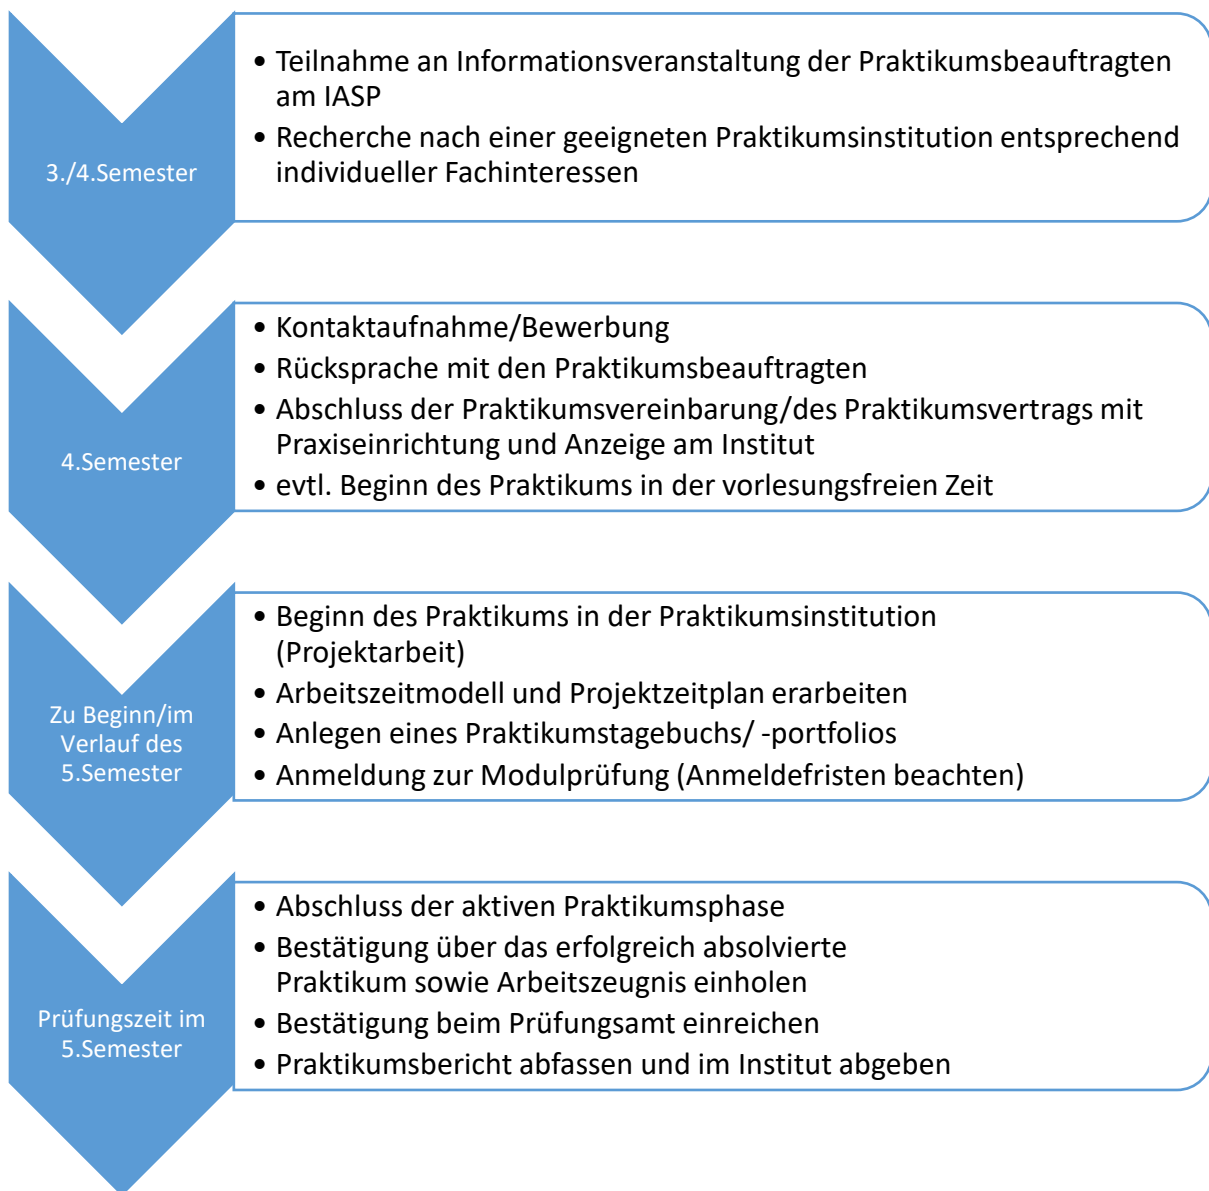 3./4.Semester
• Teilnahme an Informationsveranstaltung der Praktikumsbeauftragten
am IASP
• Recherche nach einer geeigneten Praktikumsinstitution entsprechend
individueller Fachinteressen
4.Semester
• Kontaktaufnahme/Bewerbung
• Rücksprache mit den Praktikumsbeauftragten
• Abschluss der Praktikumsvereinbarung/des Praktikumsvertrags mit
Praxiseinrichtung und Anzeige am Institut
• evtl. Beginn des Praktikums in der vorlesungsfreien Zeit
Zu Beginn/im
Verlauf des
5.Semester
• Beginn des Praktikums in der Praktikumsinstitution
(Projektarbeit)
• Arbeitszeitmodell und Projektzeitplan erarbeiten
• Anlegen eines Praktikumstagebuchs/ -portfolios
• Anmeldung zur Modulprüfung (Anmeldefristen beachten)
Prüfungszeit im
5.Semester
• Abschluss der aktiven Praktikumsphase
• Bestätigung über das erfolgreich absolvierte
Praktikum sowie Arbeitszeugnis einholen
• Bestätigung beim Prüfungsamt einreichen
• Praktikumsbericht abfassen und im Institut abgeben